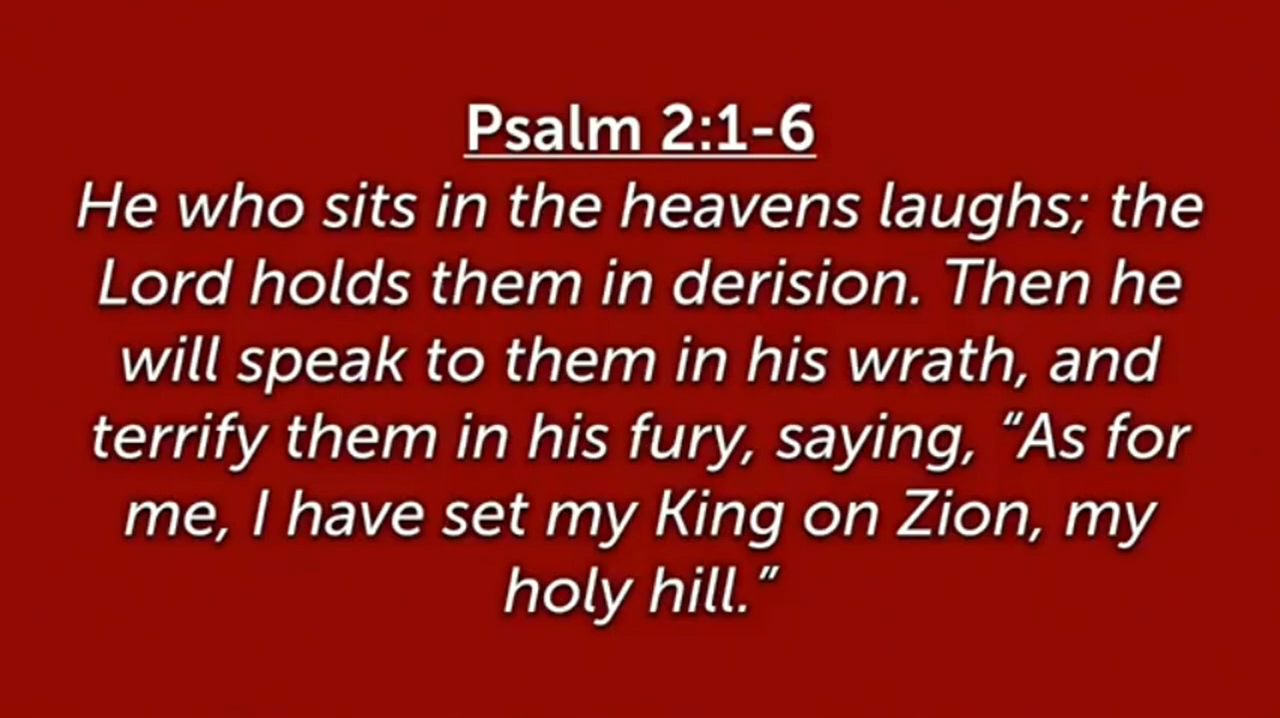 Psalm 2:1-6
He who sits in the heavens laughs; the
Lord holds them in derision. Then he
will speak to them in his wrath, and
terrify them in his fury, saying, “As for
me, I have set my King on Zion, my
holy hill.”